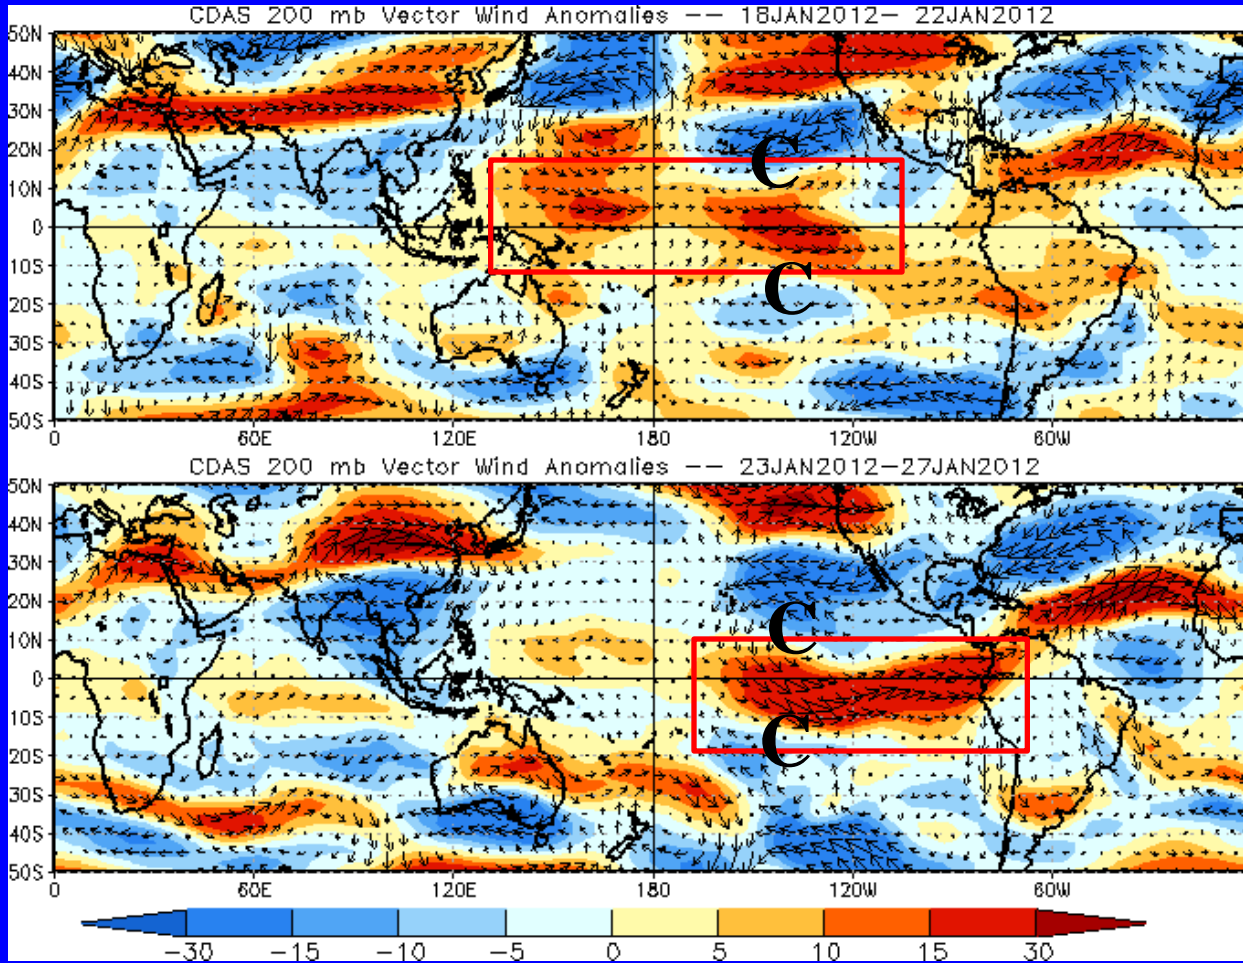 CDAS 200 mb Vector Wind Anomalies -- 18JAN2012- 22JAN2012
50N
40N
30N
20N
10N
0
10S
20S
30S
40S
50S
C
C
0 60E 120E 180 120W 60W
CDAS 200 mb Vector Wind Anomalies -- 23JAN2012-27JAN2012
50N
40N
30N
20N
10N
0
10S
20S
30S
40S
50S
C
C
0 60E 120E 180 120W 60W
-30 -15 -10 -5 0 5 10 15 30